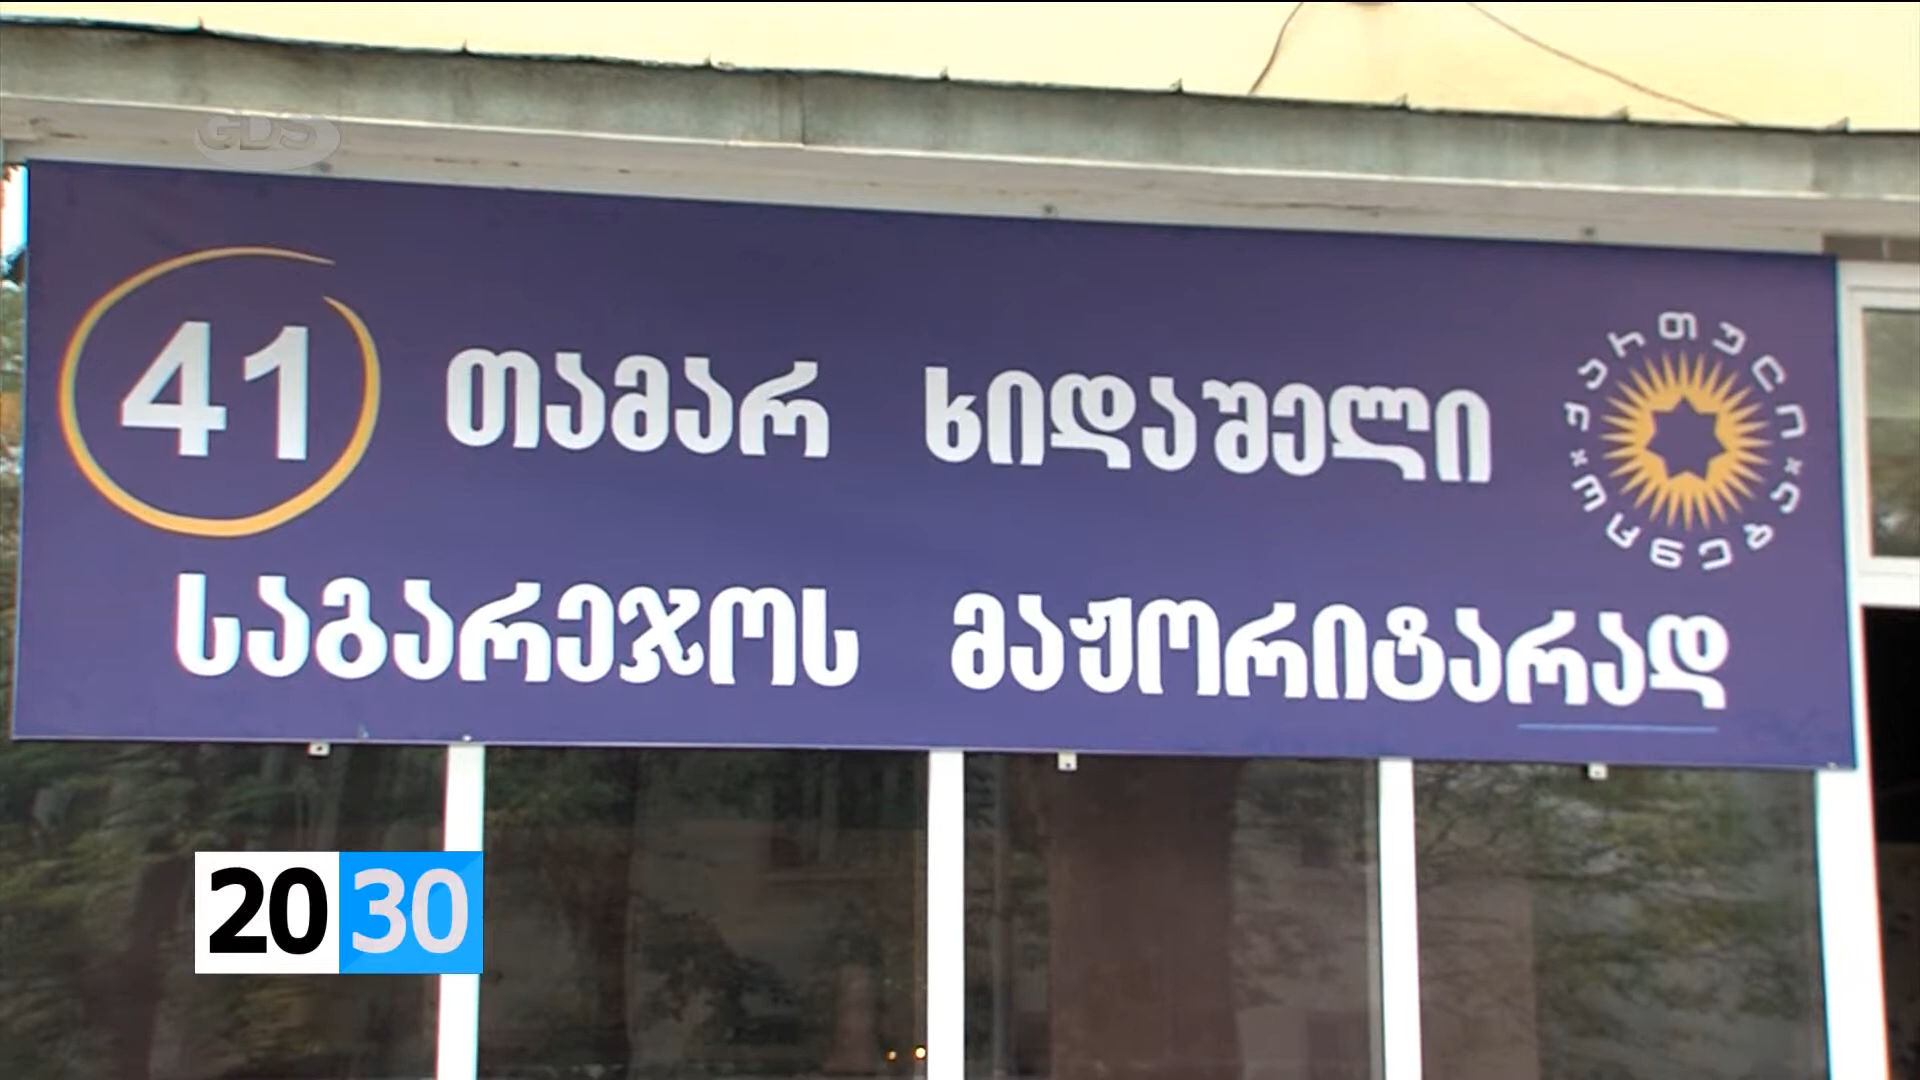 GDS
41 თამარ ხიდაშელი
ქართული ოცნება
საგარეჯოს მაჟორიტარად
20 30